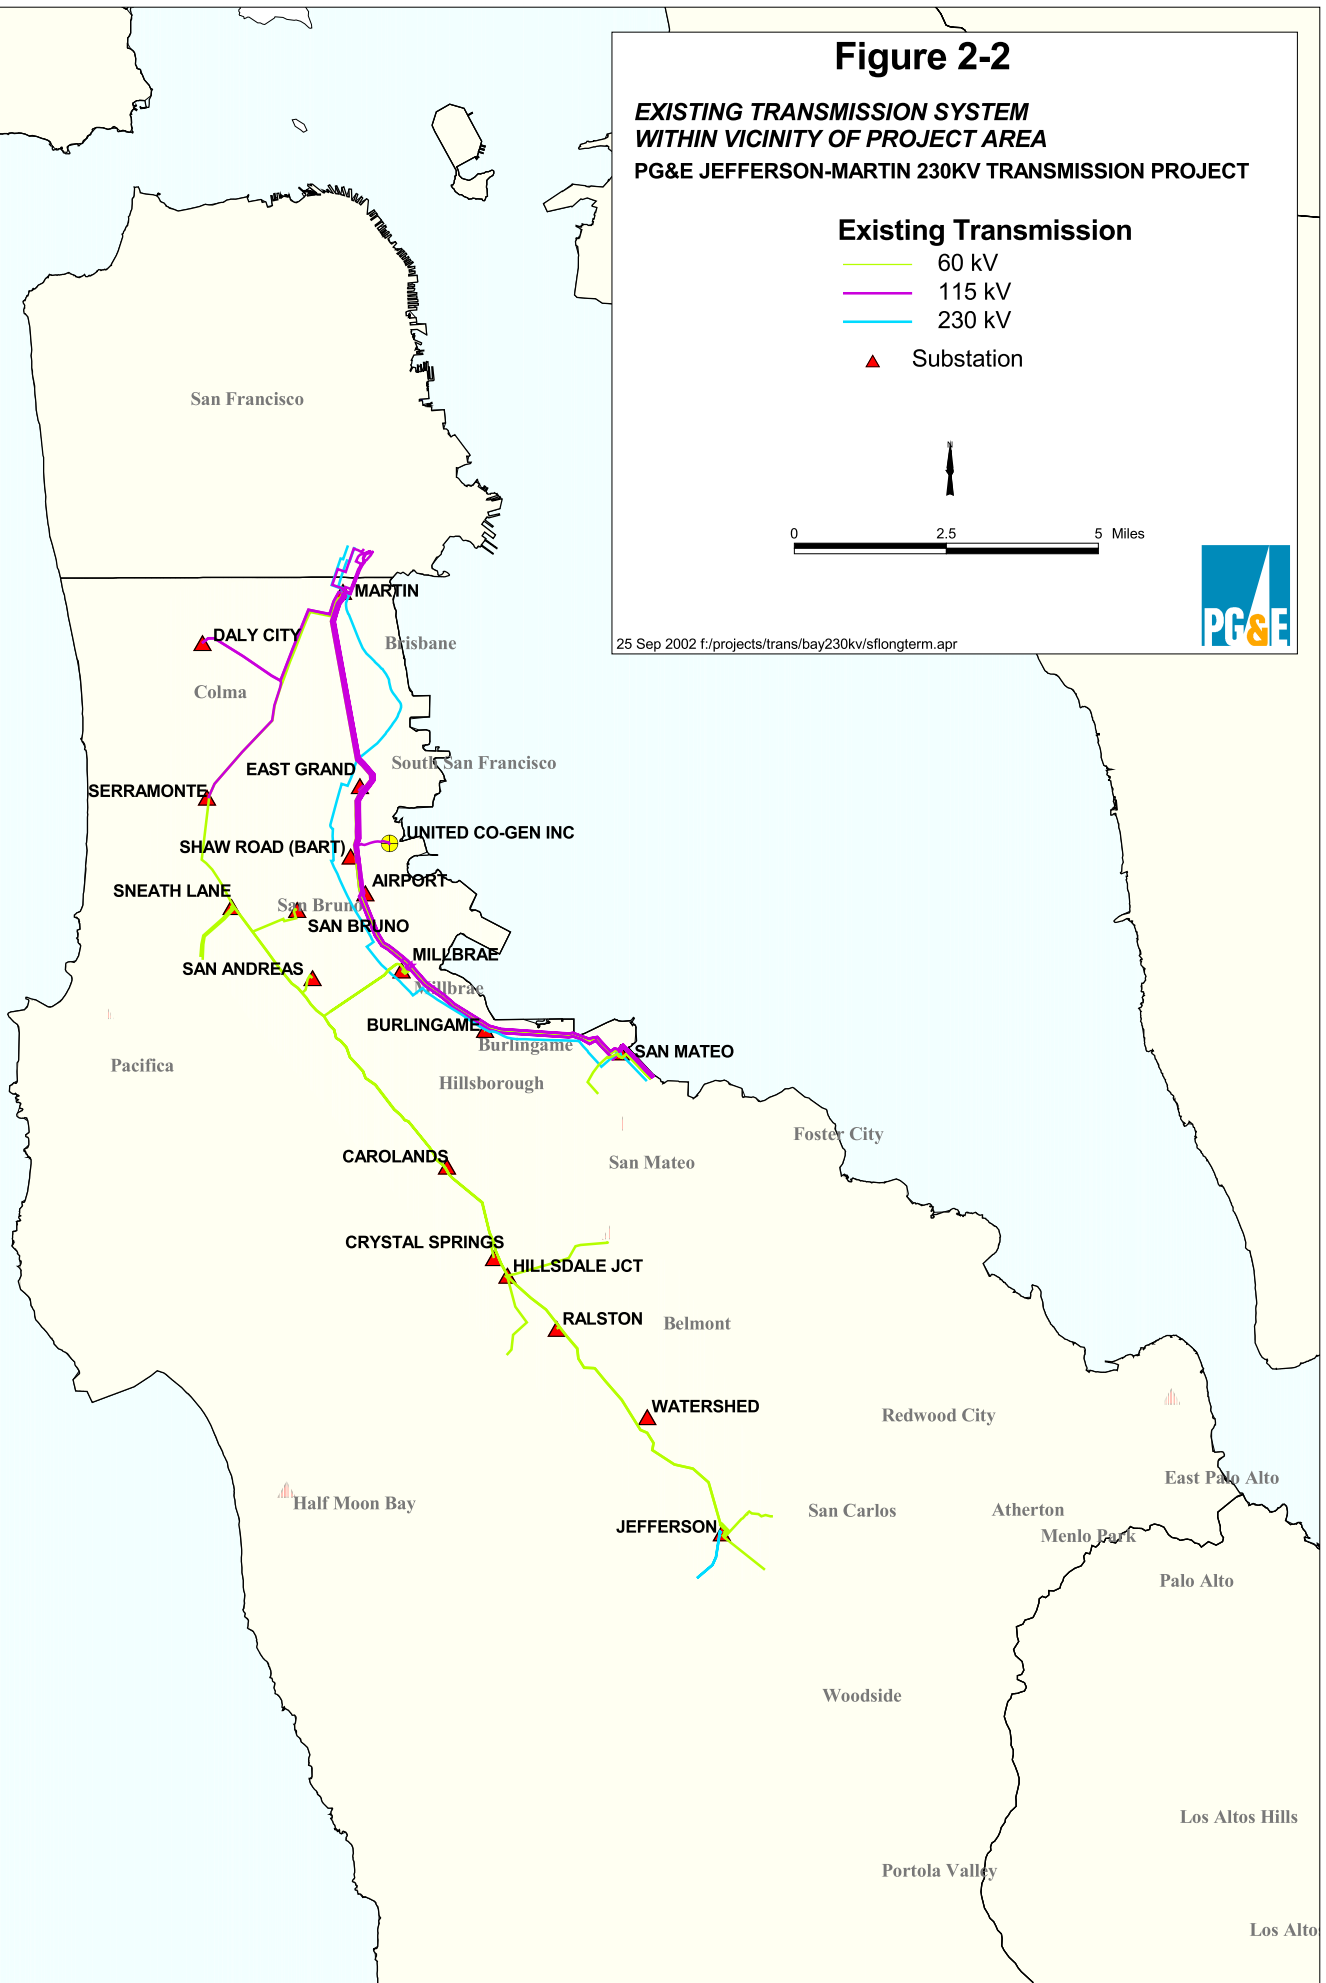 Figure 2-2
EXISTING TRANSMISSION SYSTEM
WITHIN VICINITY OF PROJECT AREA
PG&E JEFFERSON-MARTIN 230KV TRANSMISSION PROJECT
Existing Transmission
60 kV
115 kV
230 kV
Substation
N
0 2.5 5 Miles
25 Sep 2002 f:/projects/trans/bay230kv/sflongterm.apr
PG&E
San Francisco
MARTIN
DALY CITY
Brisbane
Colma
South San Francisco
EAST GRAND
SERRAMONTE
UNITED CO-GEN INC
SHAW ROAD (BART)
AIRPORT
SNEATH LANE
San Bruno
SAN BRUNO
MILLBRAE
SAN ANDREAS
Millbrae
BURLINGAME
Burlingame
SAN MATEO
Pacifica
Hillsborough
Foster City
CAROLANDS
San Mateo
CRYSTAL SPRINGS
HILLSDALE JCT
RALSTON
Belmont
WATERSHED
Redwood City
East Palo Alto
Half Moon Bay
San Carlos
Atherton
JEFFERSON
Menlo Park
Palo Alto
Woodside
Los Altos Hills
Portola Valley
Los Alto